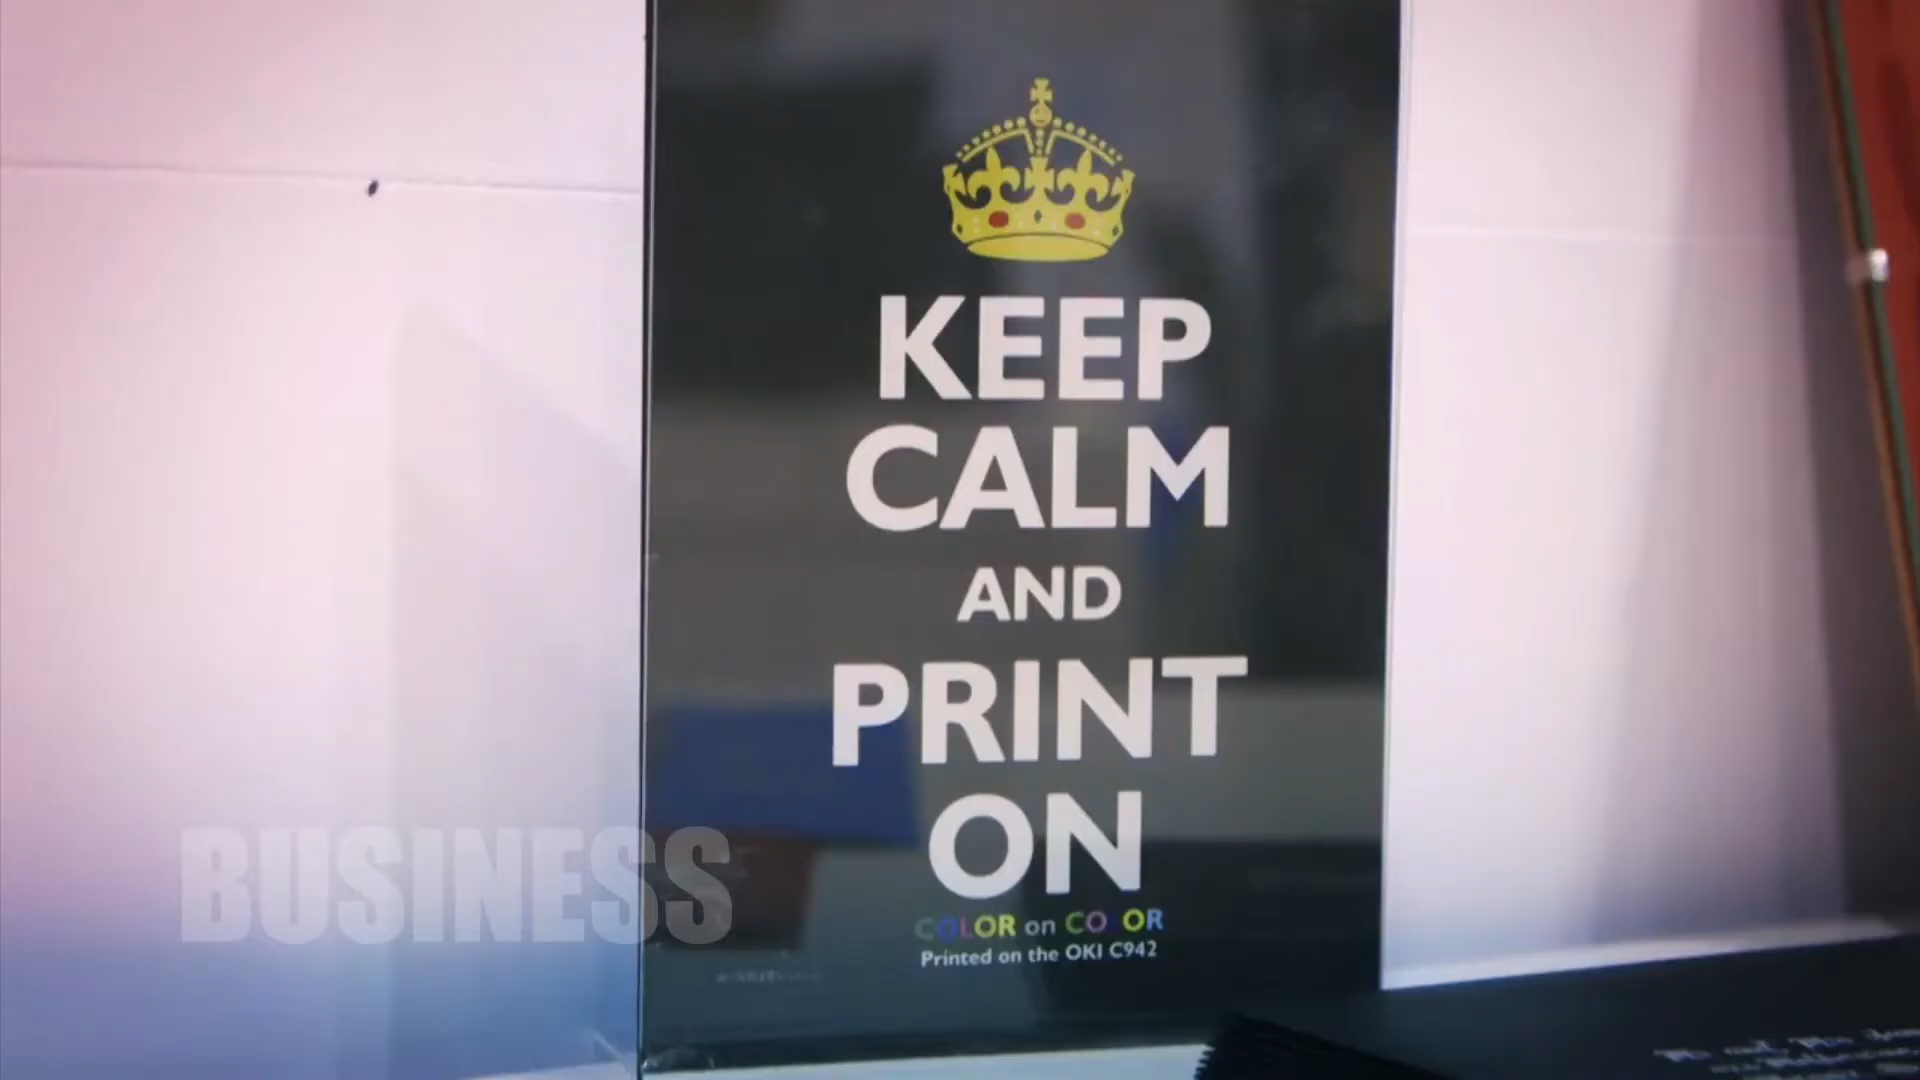 KEEP
CALM
AND
PRINT
ON
COLOR on COLOR
Printed on the OKI C942
BUSINESS